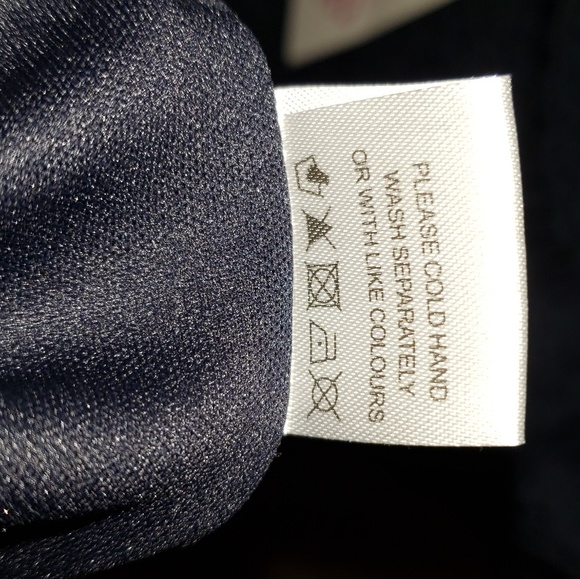 PLEASE COLD HAND
WASH SEPARATELY
OR WITH LIKE COLOURS